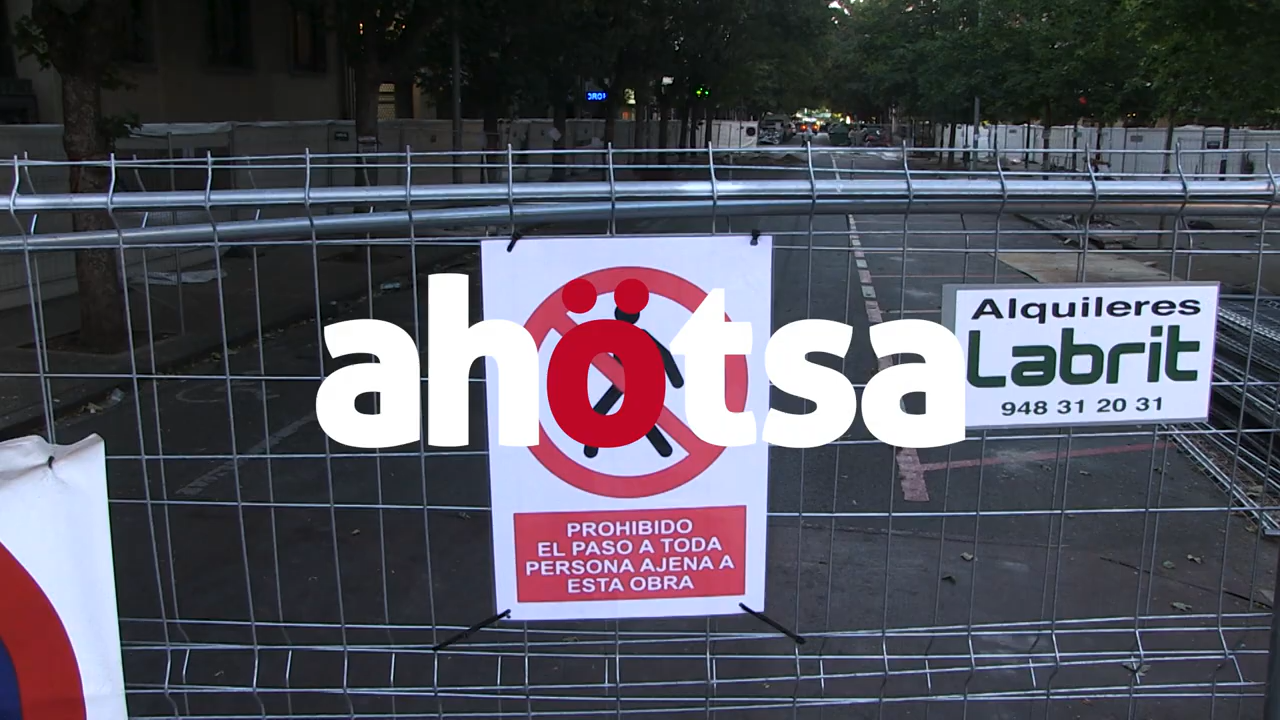 ahötsa
Alquileres
Labrit
948 31 20 31
PROHIBIDO
EL PASO A TODA
PERSONA AJENA A
ESTA OBRA